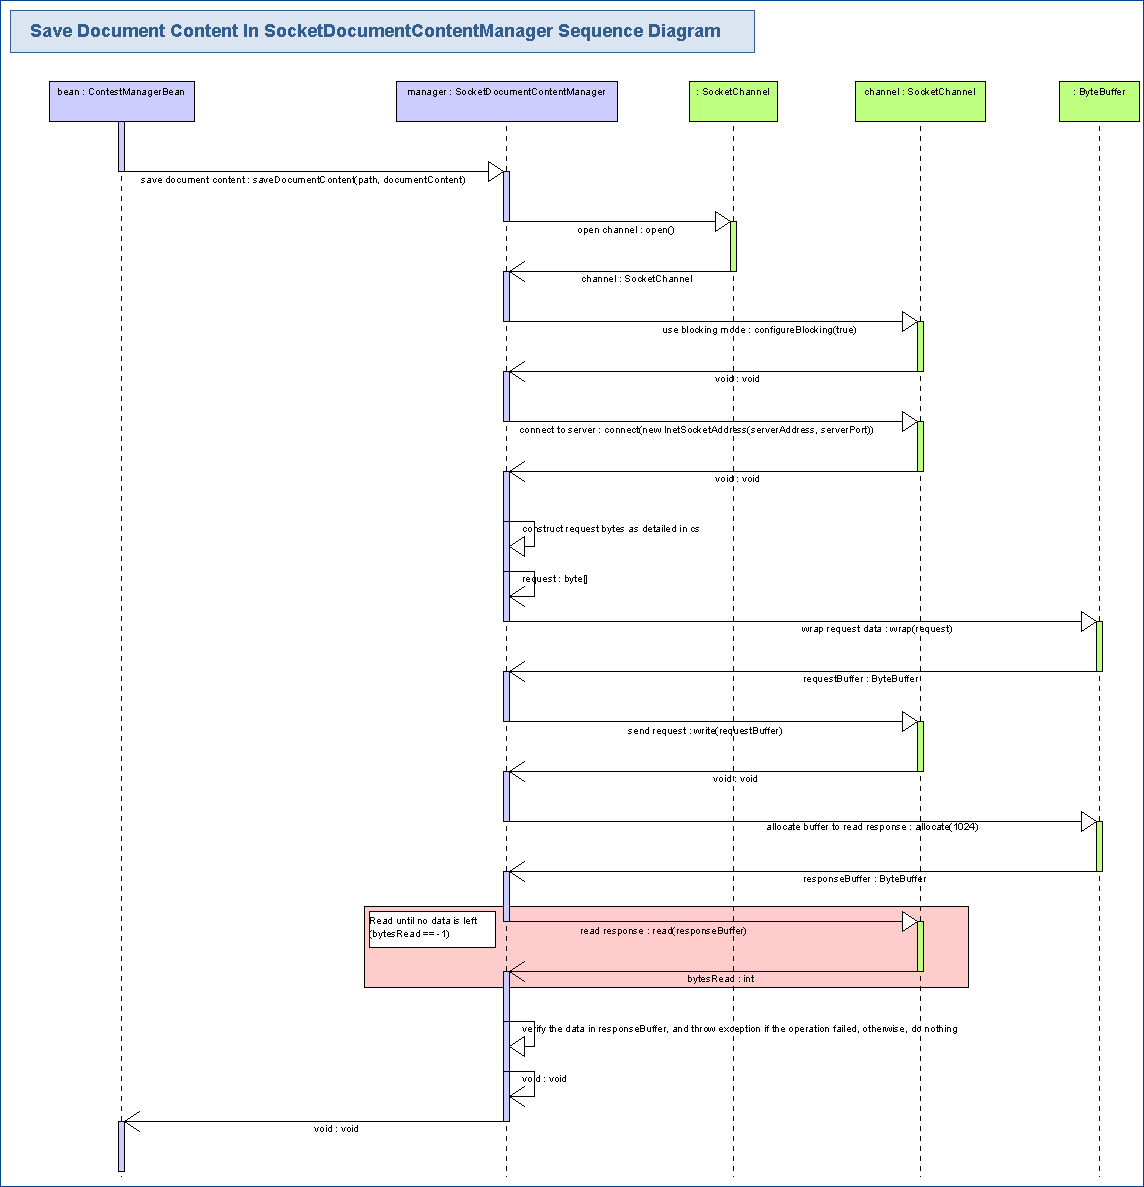 Save Document Content In SocketDocumentContentManager Sequence Diagram
bean : ContestManagerBean
manager : SocketDocumentContentManager
: SocketChannel
channel : SocketChannel
: ByteBuffer
save document content : saveDocumentContent(path, documentContent)
open channel : open()
channel : SocketChannel
use blocking mode : configureBlocking(true)
void : void
connect to server : connect(new InetSocketAddress(serverAddress, serverPort))
void : void
construct request bytes as detailed in cs
request : byte[]
wrap request data : wrap(request)
requestBuffer : ByteBuffer
send request : write(requestBuffer)
void : void
allocate buffer to read response : allocate(1024)
responseBuffer : ByteBuffer
Read until no data is left
(bytesRead == -1)
read response : read(responseBuffer)
bytesRead : int
verify the data in responseBuffer, and throw exception if the operation failed, otherwise, do nothing
void : void
void : void